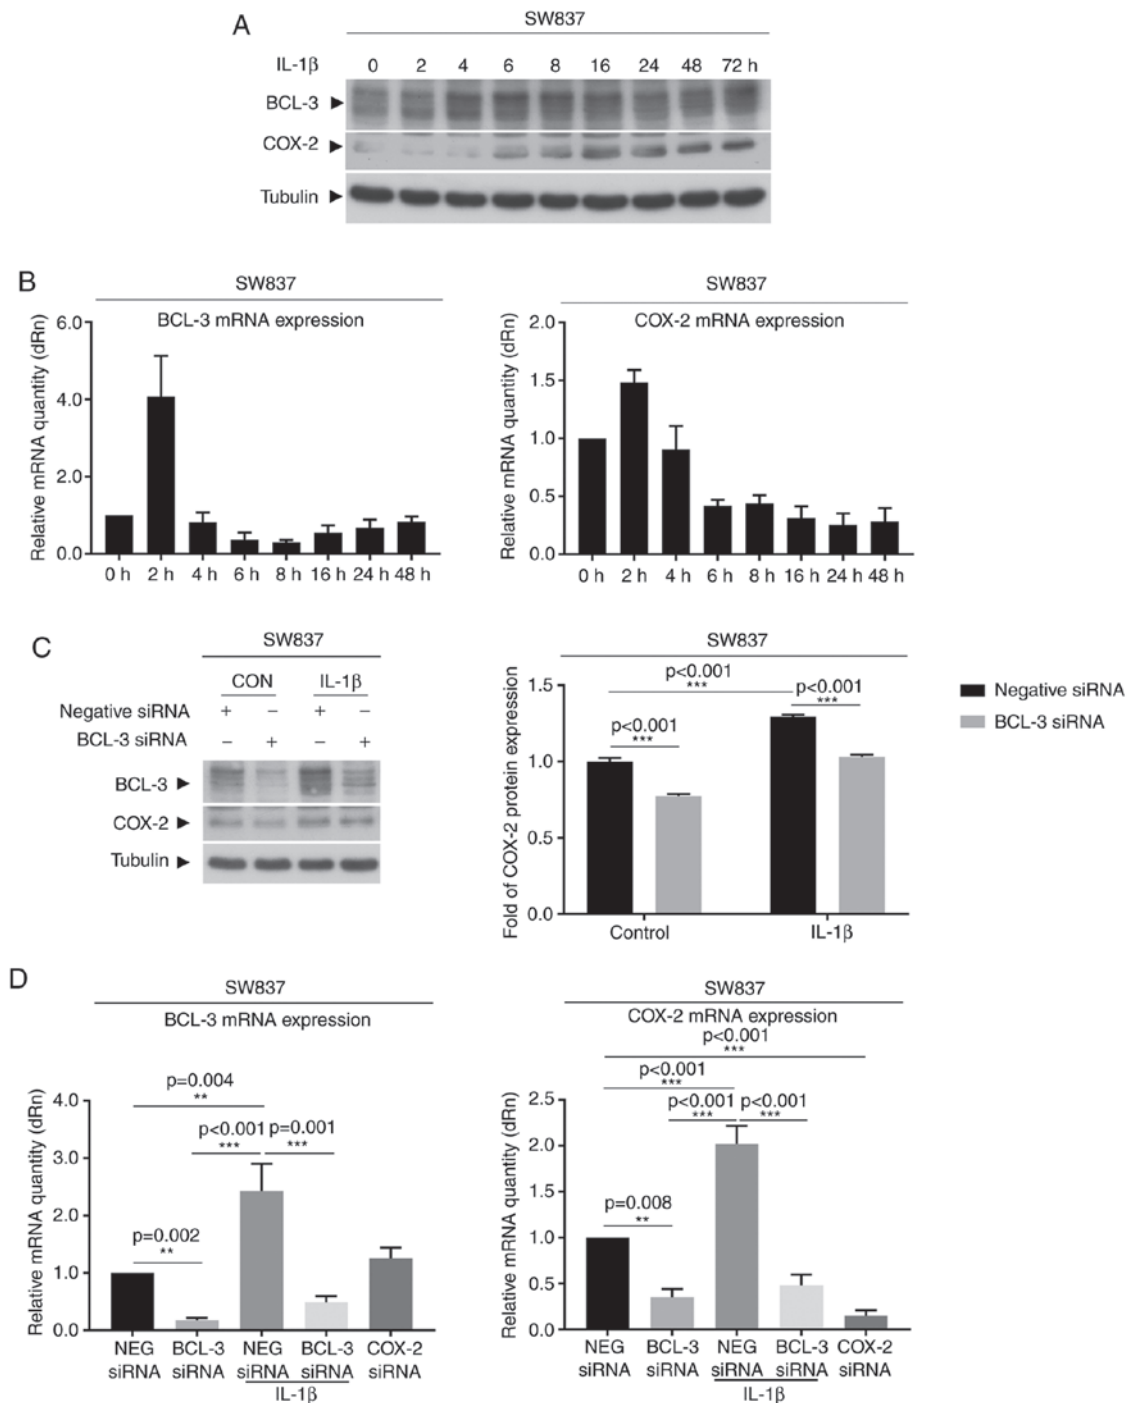 A
SW837
IL-1β 0 2 4 6 8 16 24 48 72 h
BCL-3
COX-2
Tubulin
B
SW837
BCL-3 mRNA expression
Relative mRNA quantity (dRn)
6.0
4.0
2.0
0.0
0 h 2 h 4 h 6 h 8 h 16 h 24 h 48 h
SW837
COX-2 mRNA expression
Relative mRNA quantity (dRn)
2.0
1.5
1.0
0.5
0.0
0 h 2 h 4 h 6 h 8 h 16 h 24 h 48 h
C
SW837
CON IL-1β
Negative siRNA + – + –
BCL-3 siRNA – + – +
BCL-3
COX-2
Tubulin
SW837
Fold of COX-2 protein expression
1.5
1.0
0.5
0.0
p<0.001
***
p<0.001
***
p<0.001
***
Control IL-1β
Negative siRNA
BCL-3 siRNA
D
SW837
BCL-3 mRNA expression
Relative mRNA quantity (dRn)
4.0
3.0
2.0
1.0
0.0
p=0.004
**
p<0.001 p=0.001
*** ***
p=0.002
**
NEG BCL-3 NEG BCL-3 COX-2
siRNA siRNA siRNA siRNA siRNA
IL-1β
SW837
COX-2 mRNA expression
Relative mRNA quantity (dRn)
2.5
2.0
1.5
1.0
0.5
0.0
p<0.001
***
p<0.001
***
p<0.001 p<0.001
*** ***
p=0.008
**
NEG BCL-3 NEG BCL-3 COX-2
siRNA siRNA siRNA siRNA siRNA
IL-1β